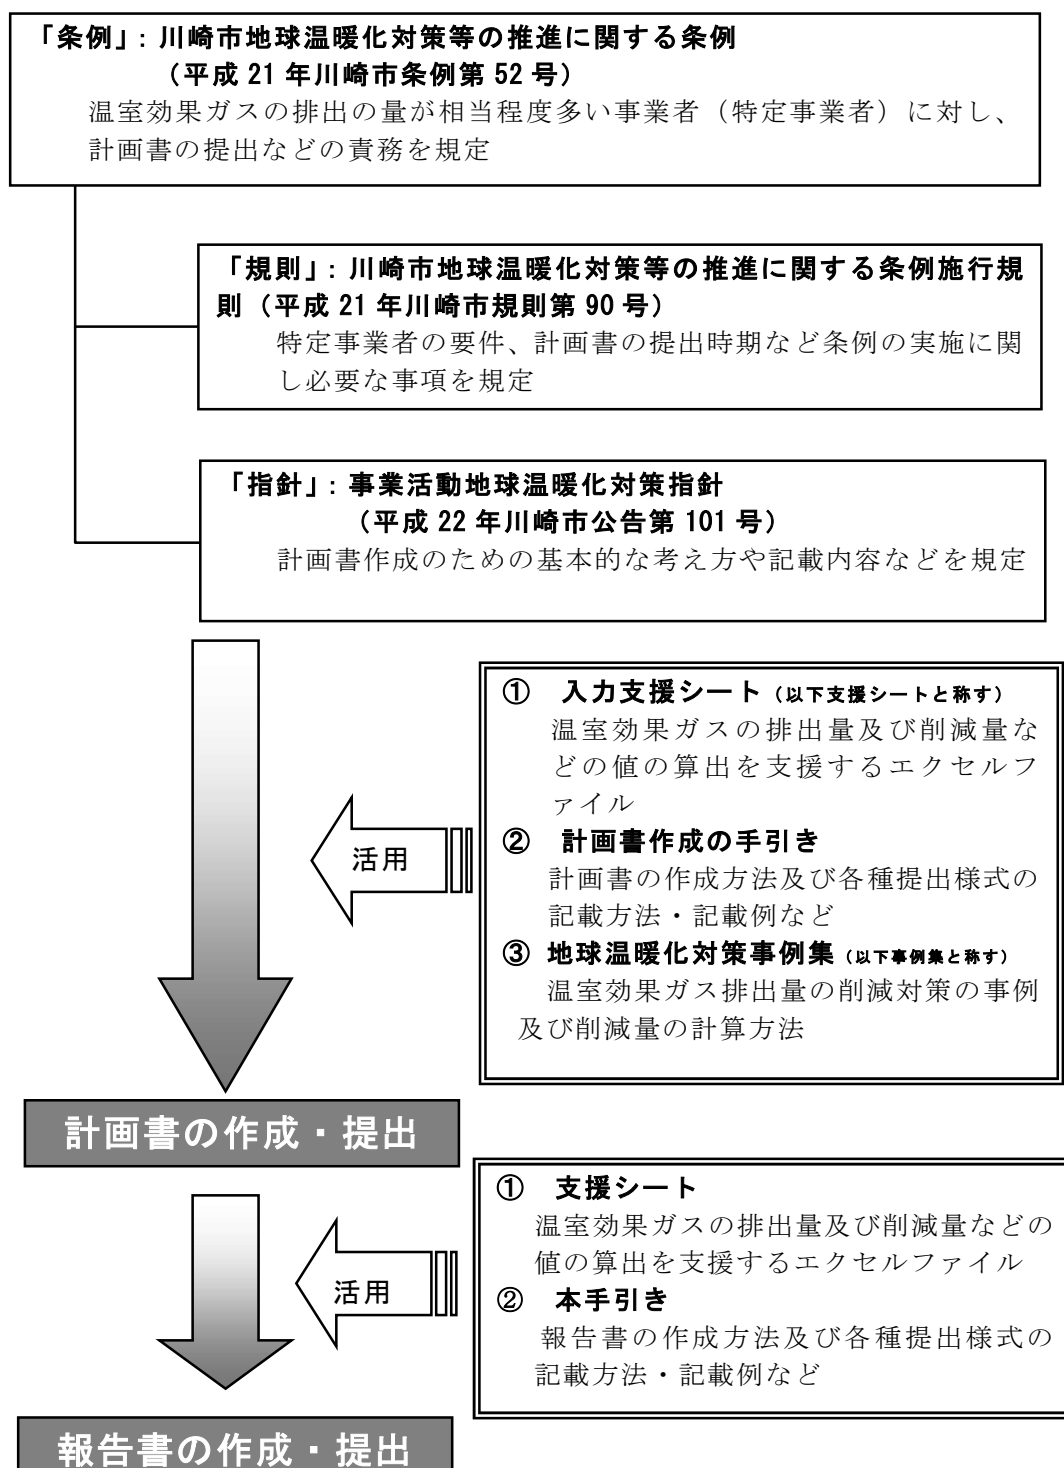 「条例」：川崎市地球温暖化対策等の推進に関する条例
（平成 21 年川崎市条例第 52 号）
温室効果ガスの排出の量が相当程度多い事業者（特定事業者）に対し、
計画書の提出などの責務を規定
「規則」：川崎市地球温暖化対策等の推進に関する条例施行規
則（平成 21 年川崎市規則第 90 号）
特定事業者の要件、計画書の提出時期など条例の実施に関
し必要な事項を規定
「指針」：事業活動地球温暖化対策指針
（平成 22 年川崎市公告第 101 号）
計画書作成のための基本的な考え方や記載内容などを規定
① 入力支援シート（以下支援シートと称す）
温室効果ガスの排出量及び削減量な
どの値の算出を支援するエクセルフ
ァイル
② 計画書作成の手引き
計画書の作成方法及び各種提出様式の
記載方法・記載例など
③ 地球温暖化対策事例集（以下事例集と称す）
温室効果ガス排出量の削減対策の事例
及び削減量の計算方法
活用
計画書の作成・提出
① 支援シート
温室効果ガスの排出量及び削減量などの
値の算出を支援するエクセルファイル
② 本手引き
報告書の作成方法及び各種提出様式の
記載方法・記載例など
活用
報告書の作成・提出